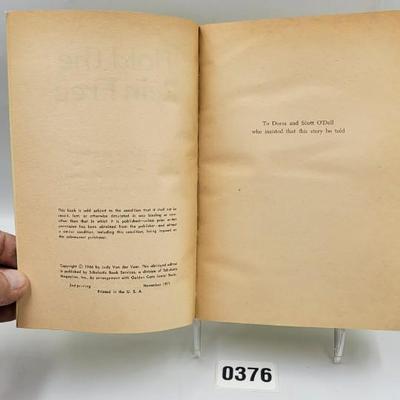 To Dorsa and Scott O'Dell
who insisted that this story be told
This book is sold subject to the condition that it shall not be
resold, lent, or otherwise circulated in any binding or cover
other than that in which it is published—unless prior written
permission has been obtained from the publisher—and without
a similar condition, including this condition, being imposed on
the subsequent purchaser.
Copyright © 1966 by Judy Van der Veer. This abridged edition
is published by Scholastic Book Services, a division of Scholastic
Magazines, Inc., by arrangement with Golden Gate Junior Books.
2nd printing November 1971
Printed in the U. S. A.
0376